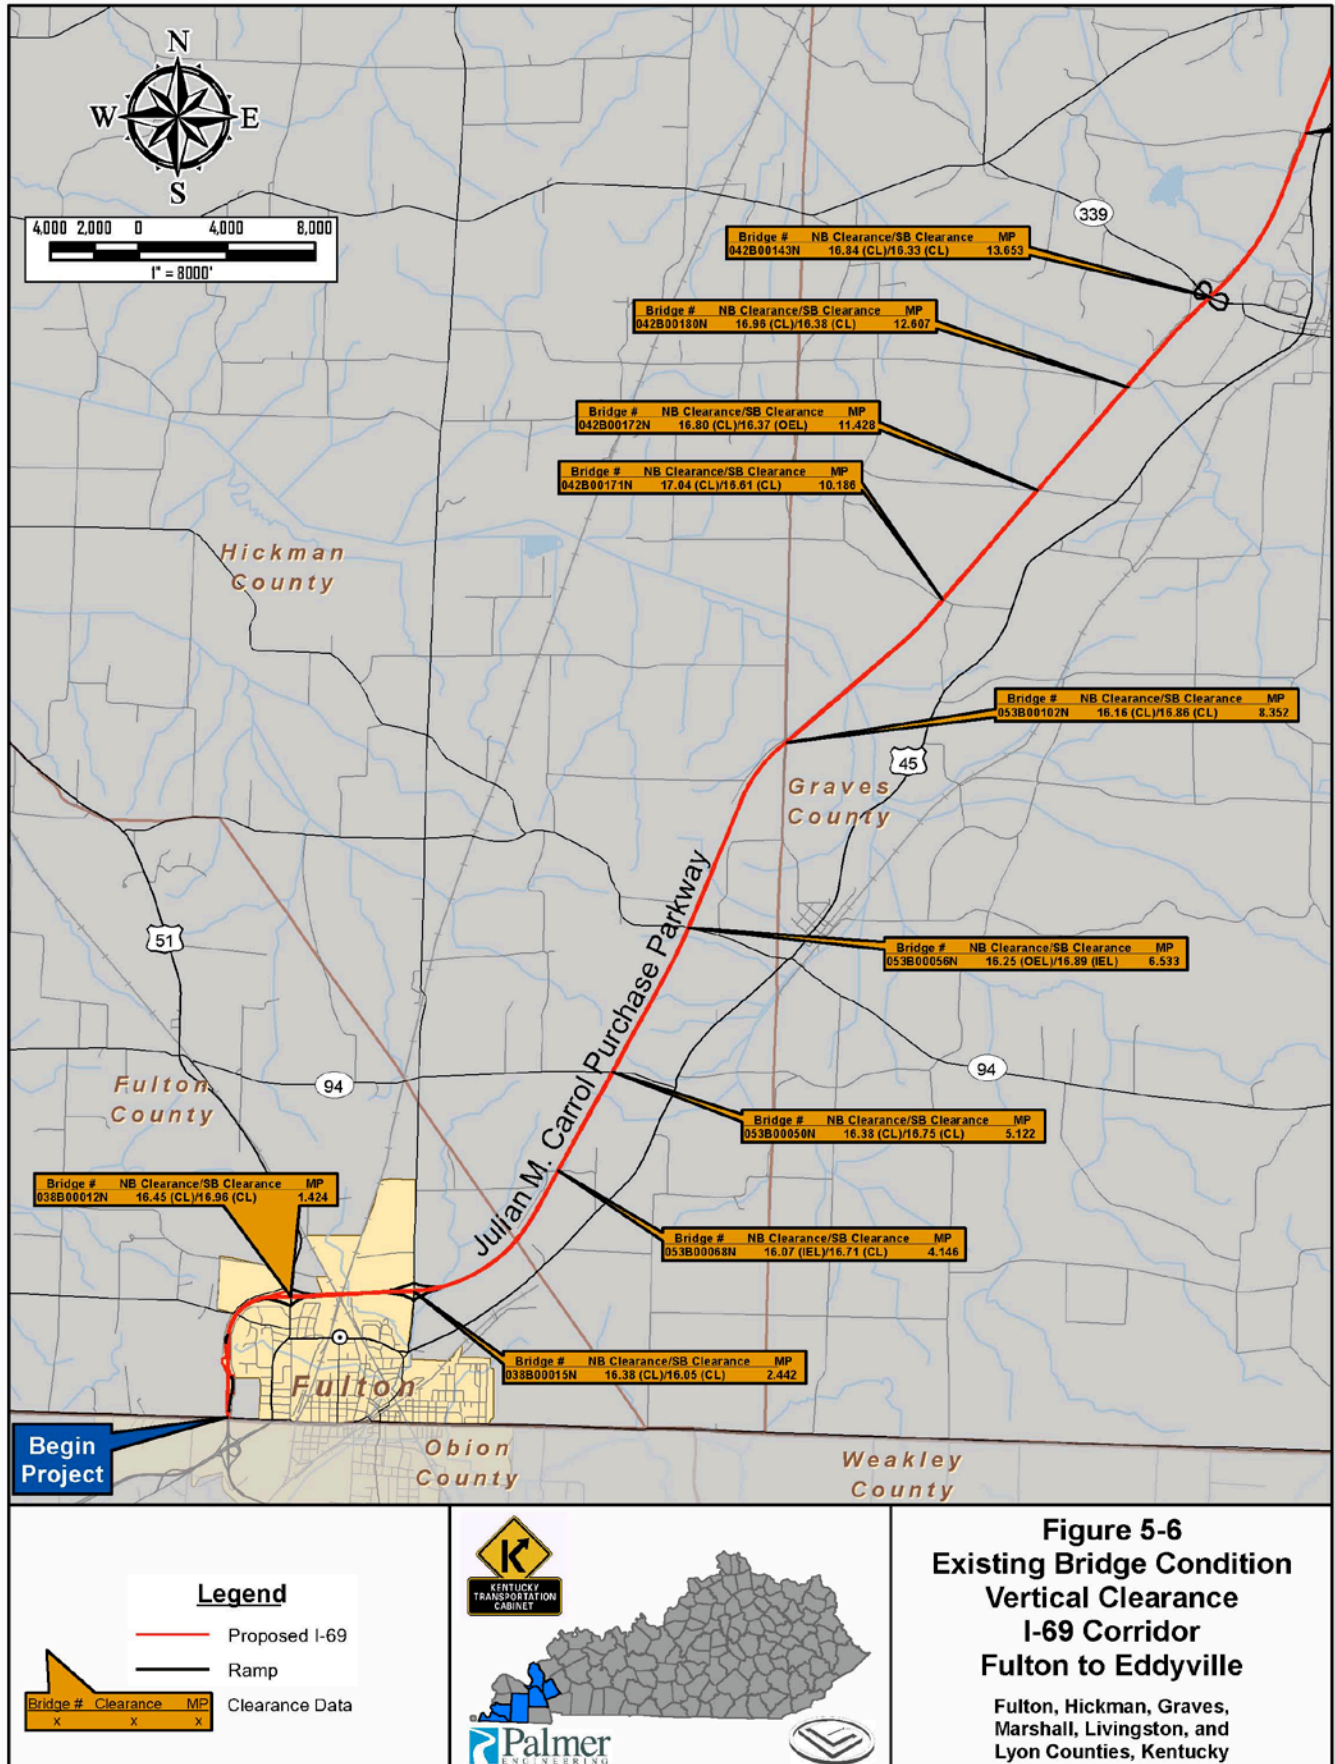 N
W E
S
4,000 2,000 0 4,000 8,000
1" = 8000'
339
Bridge # NB Clearance/SB Clearance MP
042B00143N 16.84 (CL)/16.33 (CL) 13.653
Bridge # NB Clearance/SB Clearance MP
042B00180N 16.96 (CL)/16.38 (CL) 12.607
Bridge # NB Clearance/SB Clearance MP
042B00172N 16.80 (CL)/16.37 (OEL) 11.428
Bridge # NB Clearance/SB Clearance MP
042B00171N 17.04 (CL)/16.61 (CL) 10.186
Hickman
County
Bridge # NB Clearance/SB Clearance MP
053B00102N 16.16 (CL)/16.86 (CL) 8.352
45
Graves
County
Julian M. Carrol Purchase Parkway
51
Bridge # NB Clearance/SB Clearance MP
053B00056N 16.25 (OEL)/16.89 (IEL) 6.533
94
Fulton
County
94
Bridge # NB Clearance/SB Clearance MP
053B00050N 16.38 (CL)/16.75 (CL) 5.122
Bridge # NB Clearance/SB Clearance MP
038B00012N 16.45 (CL)/16.96 (CL) 1.424
Bridge # NB Clearance/SB Clearance MP
053B00068N 16.07 (IEL)/16.71 (CL) 4.146
Bridge # NB Clearance/SB Clearance MP
038B00015N 16.38 (CL)/16.05 (CL) 2.442
Fulton
Begin
Project
Obion
County
Weakley
County
Legend
Proposed I-69
Ramp
Bridge # Clearance MP
x x x
Clearance Data
KENTUCKY
TRANSPORTATION
CABINET
Palmer
ENGINEERING
Figure 5-6
Existing Bridge Condition
Vertical Clearance
I-69 Corridor
Fulton to Eddyville
Fulton, Hickman, Graves,
Marshall, Livingston, and
Lyon Counties, Kentucky